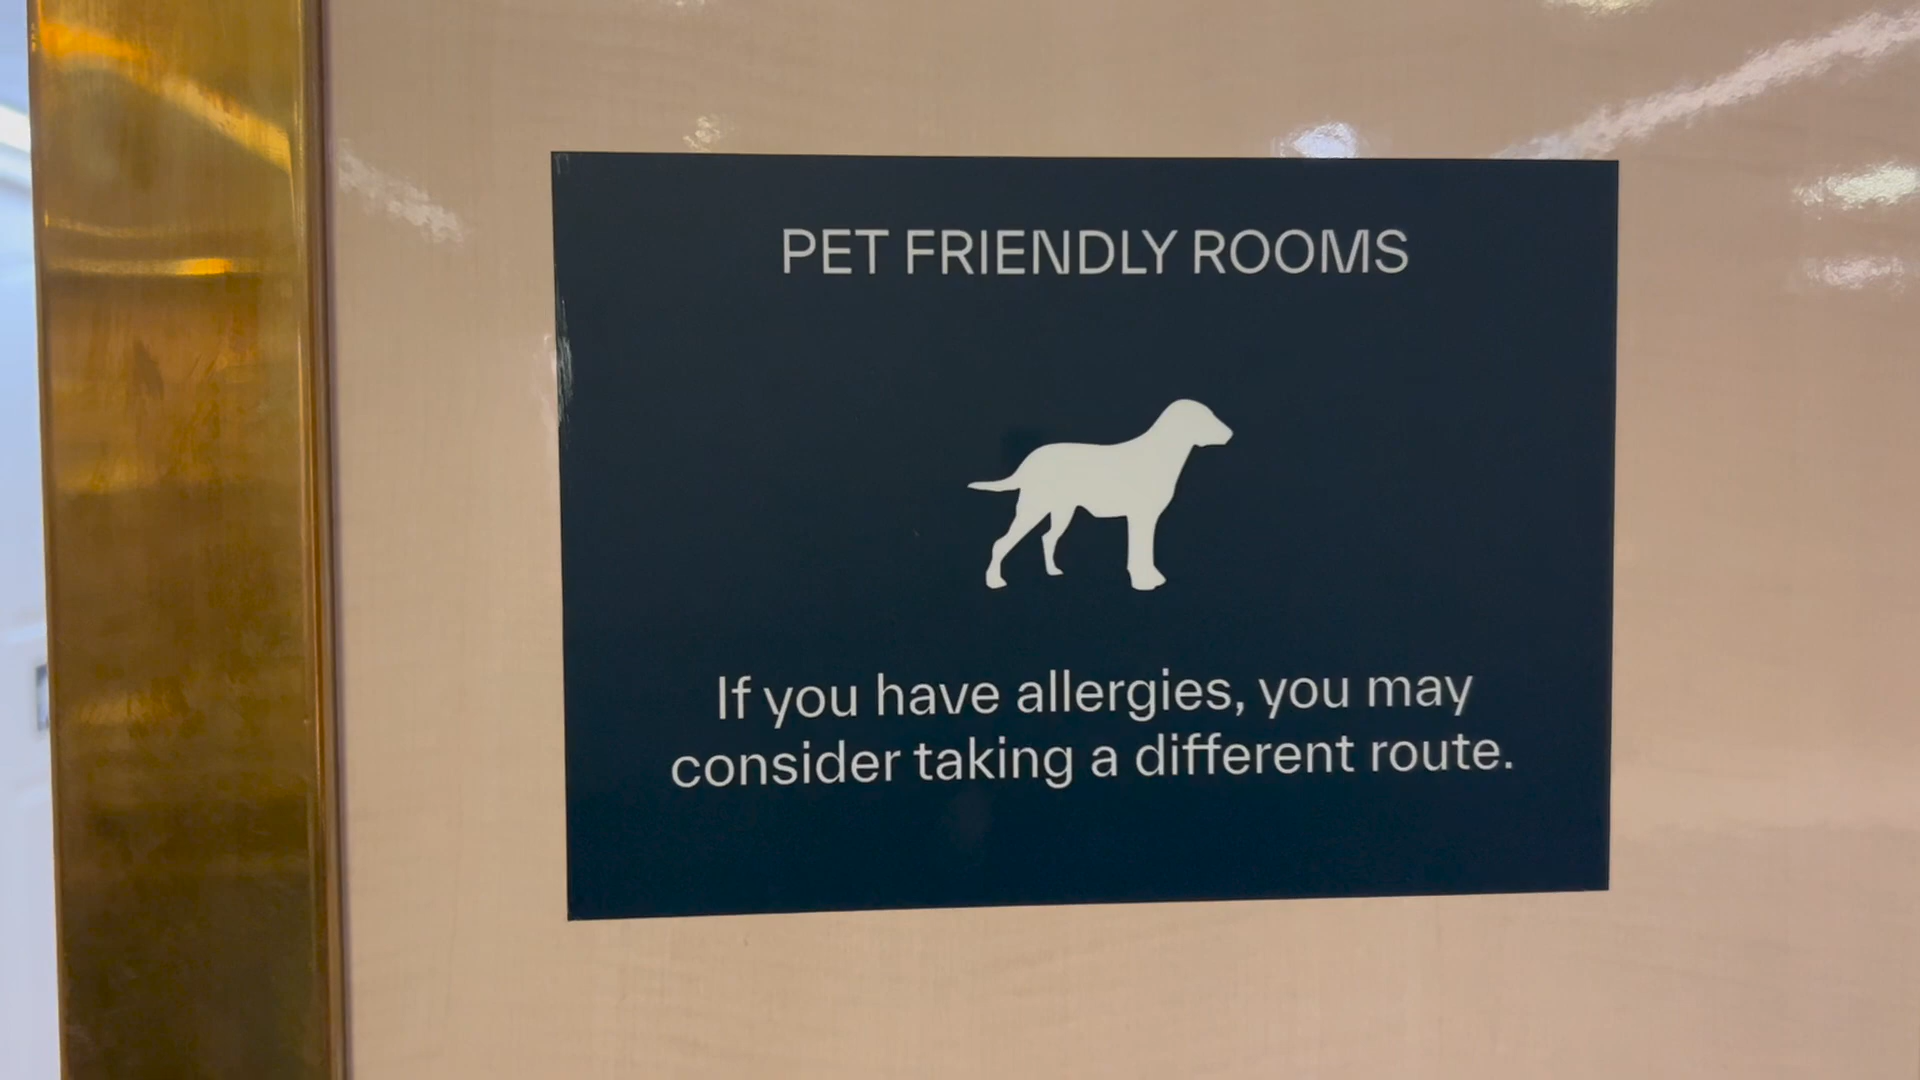 PET FRIENDLY ROOMS
If you have allergies, you may
consider taking a different route.